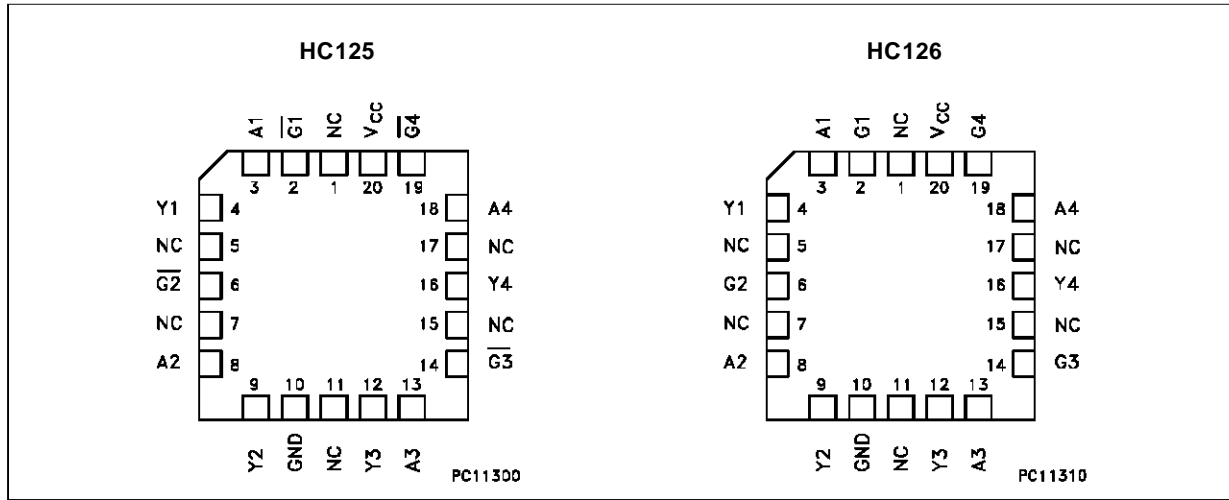 HC125
A1 G̅1̅ NC VCC G̅4̅
3 2 1 20 19
Y1 4 18 A4
NC 5 17 NC
G̅2̅ 6 16 Y4
NC 7 15 NC
A2 8 14 G̅3̅
9 10 11 12 13
Y2 GND NC Y3 A3
PC11300
HC126
A1 G1 NC VCC G4
3 2 1 20 19
Y1 4 18 A4
NC 5 17 NC
G2 6 16 Y4
NC 7 15 NC
A2 8 14 G3
9 10 11 12 13
Y2 GND NC Y3 A3
PC11310